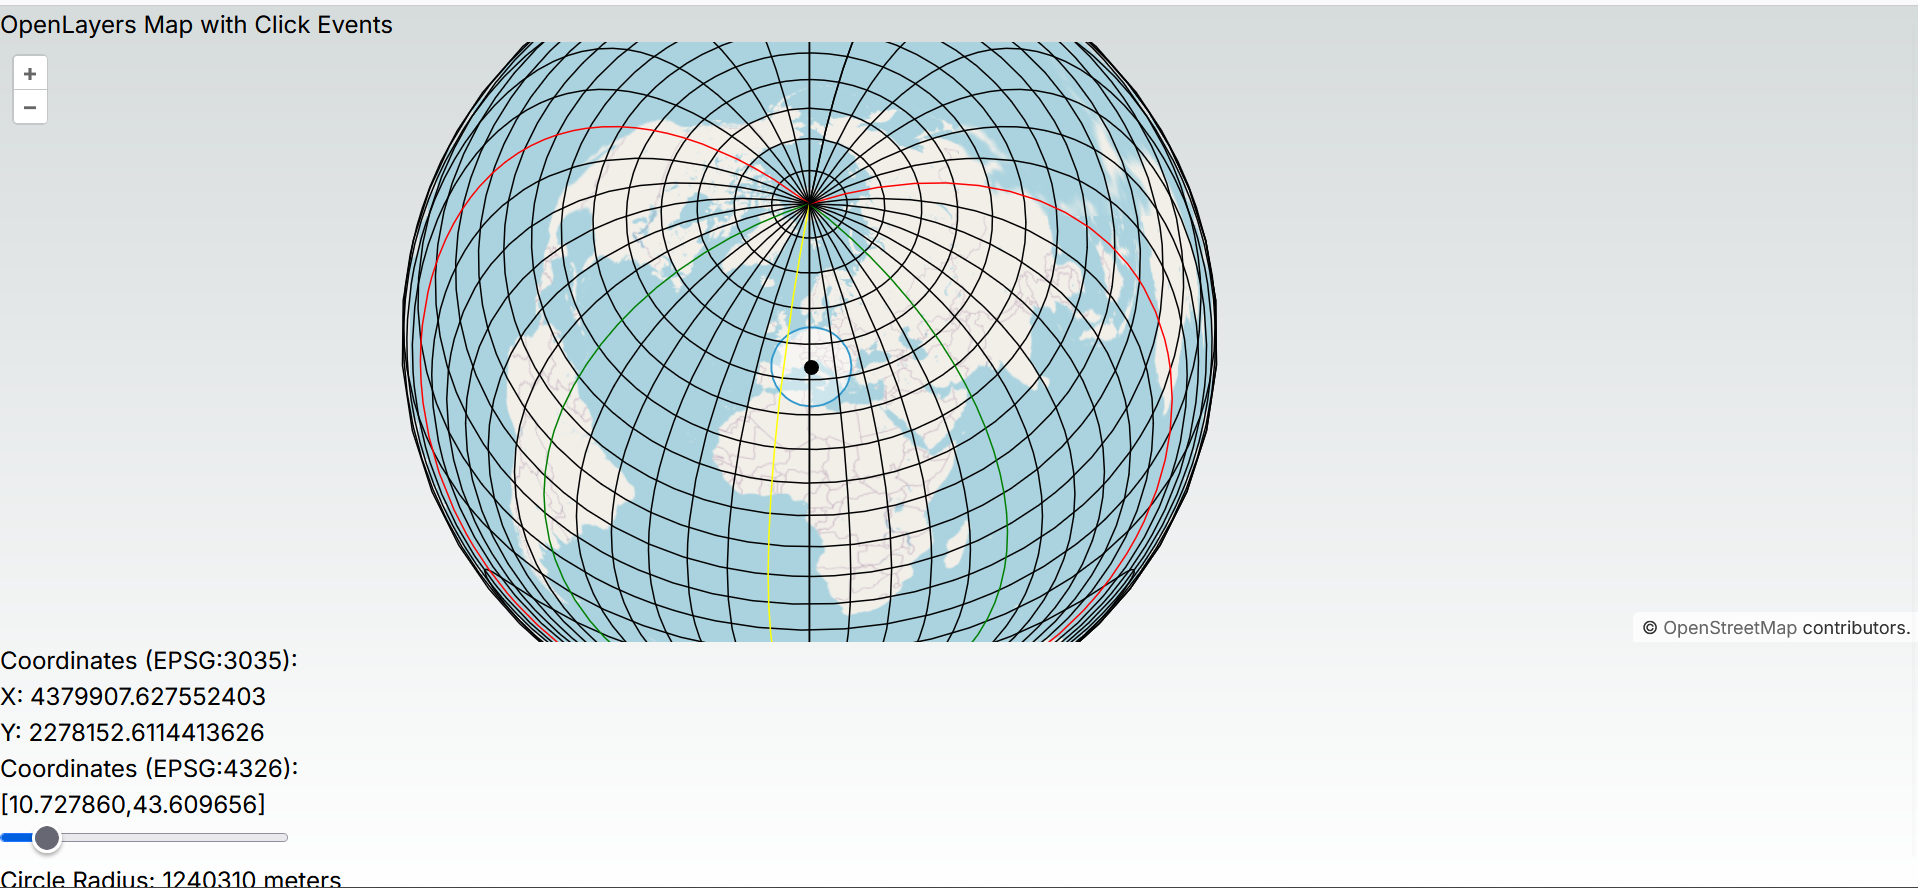 OpenLayers Map with Click Events
+
−
© OpenStreetMap contributors.
Coordinates (EPSG:3035):
X: 4379907.627552403
Y: 2278152.6114413626
Coordinates (EPSG:4326):
[10.727860,43.609656]
Circle Radius: 1240310 meters